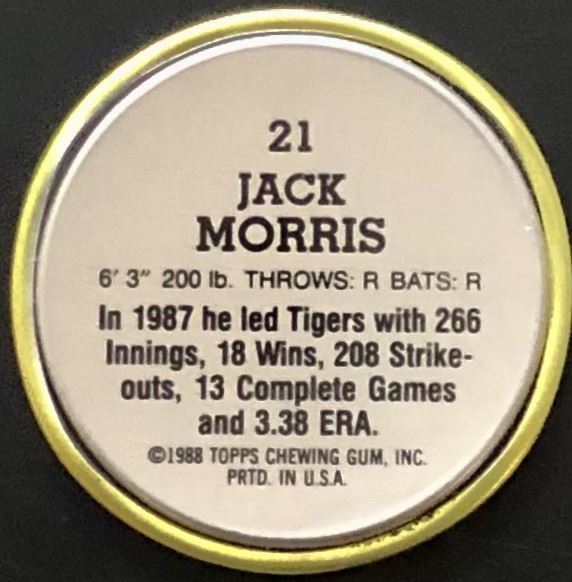 21
JACK
MORRIS
6' 3" 200 lb. THROWS: R BATS: R
In 1987 he led Tigers with 266
Innings, 18 Wins, 208 Strike-
outs, 13 Complete Games
and 3.38 ERA.
©1988 TOPPS CHEWING GUM, INC.
PRTD. IN U.S.A.